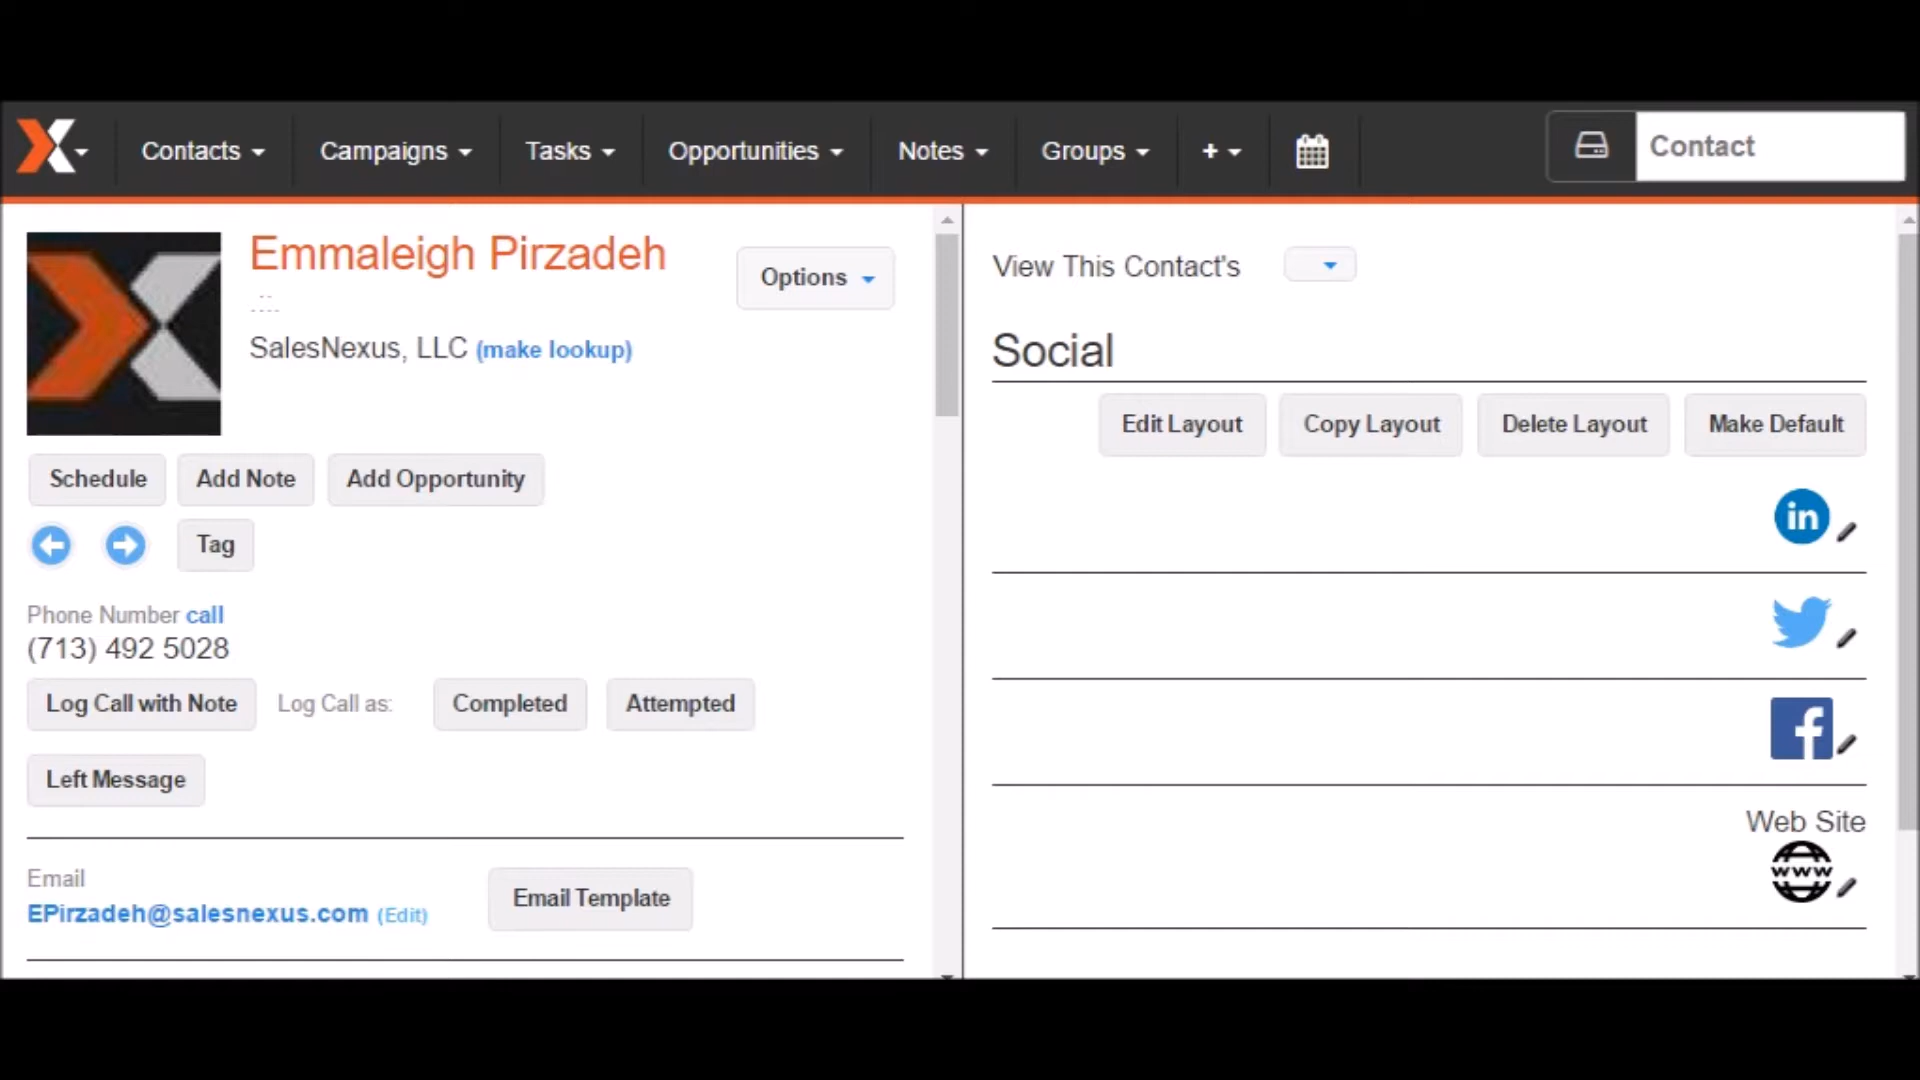 Contacts Campaigns Tasks Opportunities Notes Groups + Contact
Emmaleigh Pirzadeh
Options
--
SalesNexus, LLC (make lookup)
Schedule Add Note Add Opportunity
Tag
Phone Number call
(713) 492 5028
Log Call with Note Log Call as: Completed Attempted
Left Message
Email
EPirzadeh@salesnexus.com (Edit)
Email Template
View This Contact's
Social
Edit Layout Copy Layout Delete Layout Make Default
in
f
Web Site
www